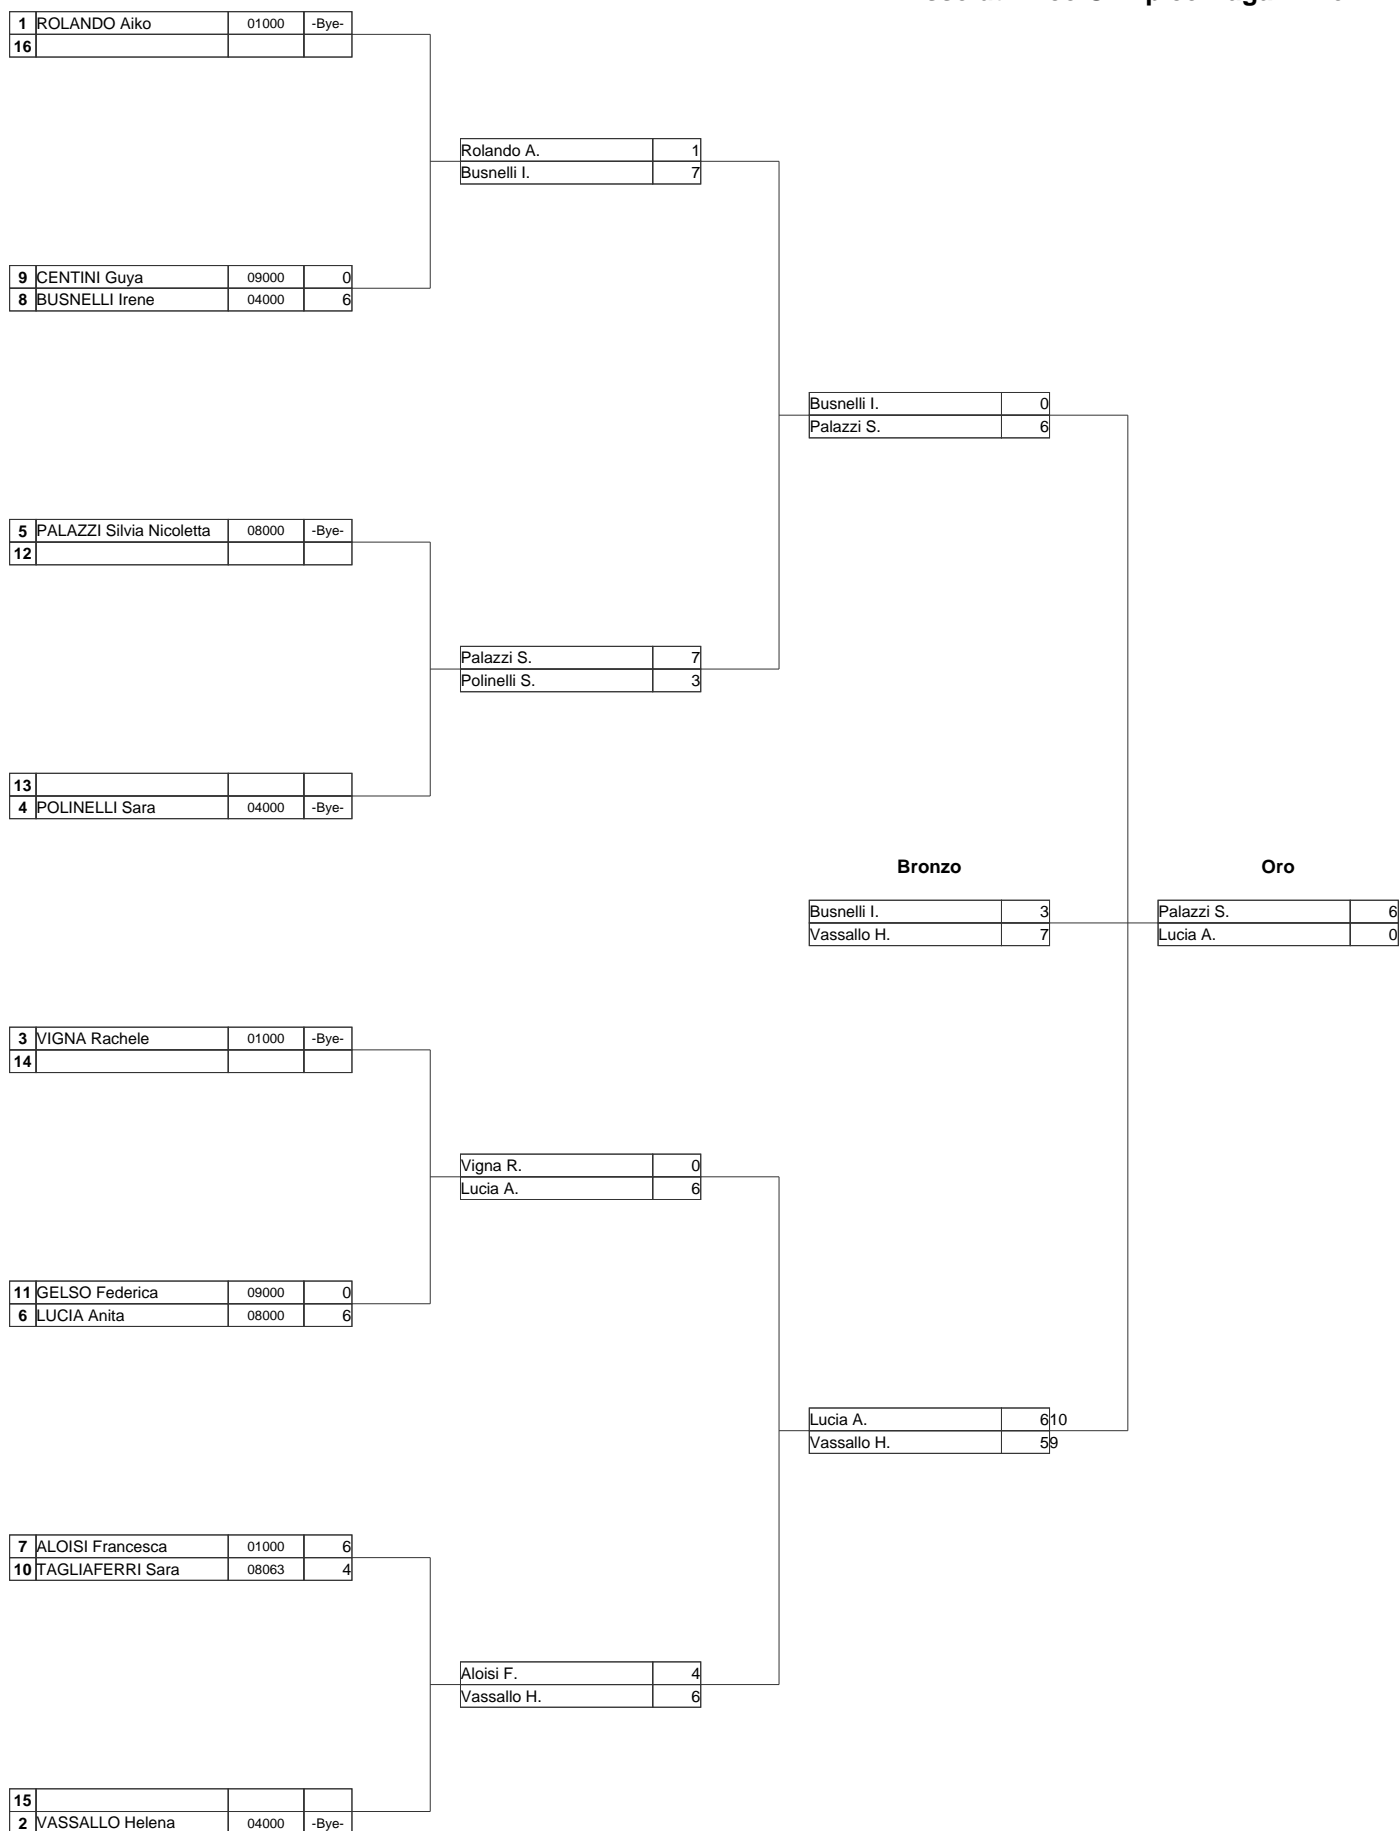 1 ROLANDO Aiko 01000 -Bye-
16
Rolando A. 1
Busnelli I. 7
9 CENTINI Guya 09000 0
8 BUSNELLI Irene 04000 6
Busnelli I. 0
Palazzi S. 6
5 PALAZZI Silvia Nicoletta 08000 -Bye-
12
Palazzi S. 7
Polinelli S. 3
13
4 POLINELLI Sara 04000 -Bye-
Bronzo Oro
Busnelli I. 3 Palazzi S. 6
Vassallo H. 7 Lucia A. 0
3 VIGNA Rachele 01000 -Bye-
14
Vigna R. 0
Lucia A. 6
11 GELSO Federica 09000 0
6 LUCIA Anita 08000 6
Lucia A. 610
Vassallo H. 59
7 ALOISI Francesca 01000 6
10 TAGLIAFERRI Sara 08063 4
Aloisi F. 4
Vassallo H. 6
15
2 VASSALLO Helena 04000 -Bye-